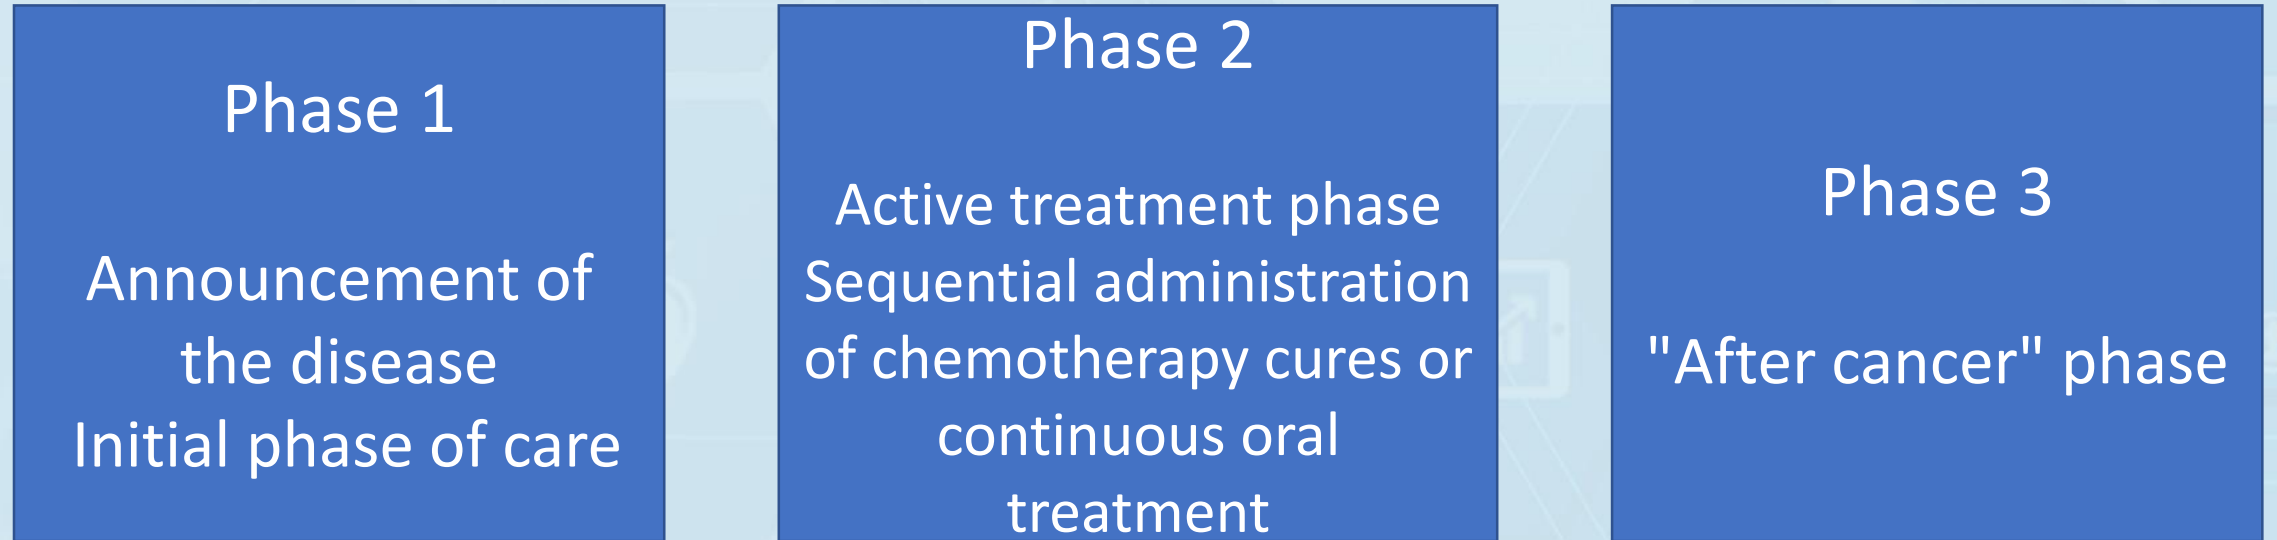 Phase 1
Announcement of
the disease
Initial phase of care
Phase 2
Active treatment phase
Sequential administration
of chemotherapy cures or
continuous oral
treatment
Phase 3
"After cancer" phase